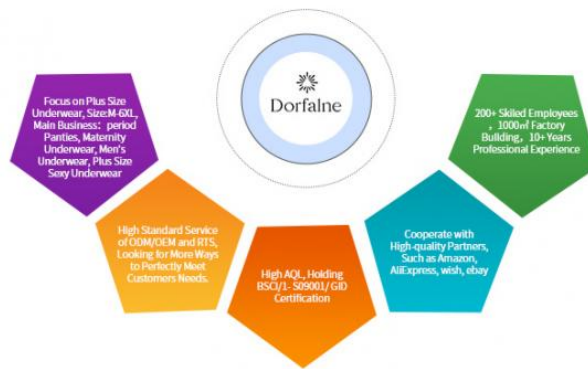 Dorfalne
Focus on Plus Size
Underwear, Size:M-6XL,
Main Business: period
Panties, Maternity
Underwear, Men's
Underwear, Plus Size
Sexy Underwear
High Standard Service
of ODM/OEM and RTS,
Looking for More Ways
to Perfectly Meet
Customers Needs.
High AQL, Holding
BSCI/1- S09001/ GID
Certification
Cooperate with
High-quality Partners,
Such as Amazon,
AliExpress, wish, ebay
200+ Skiled Employees
, 1000㎡ Factory
Building, 10+ Years
Professional Experience